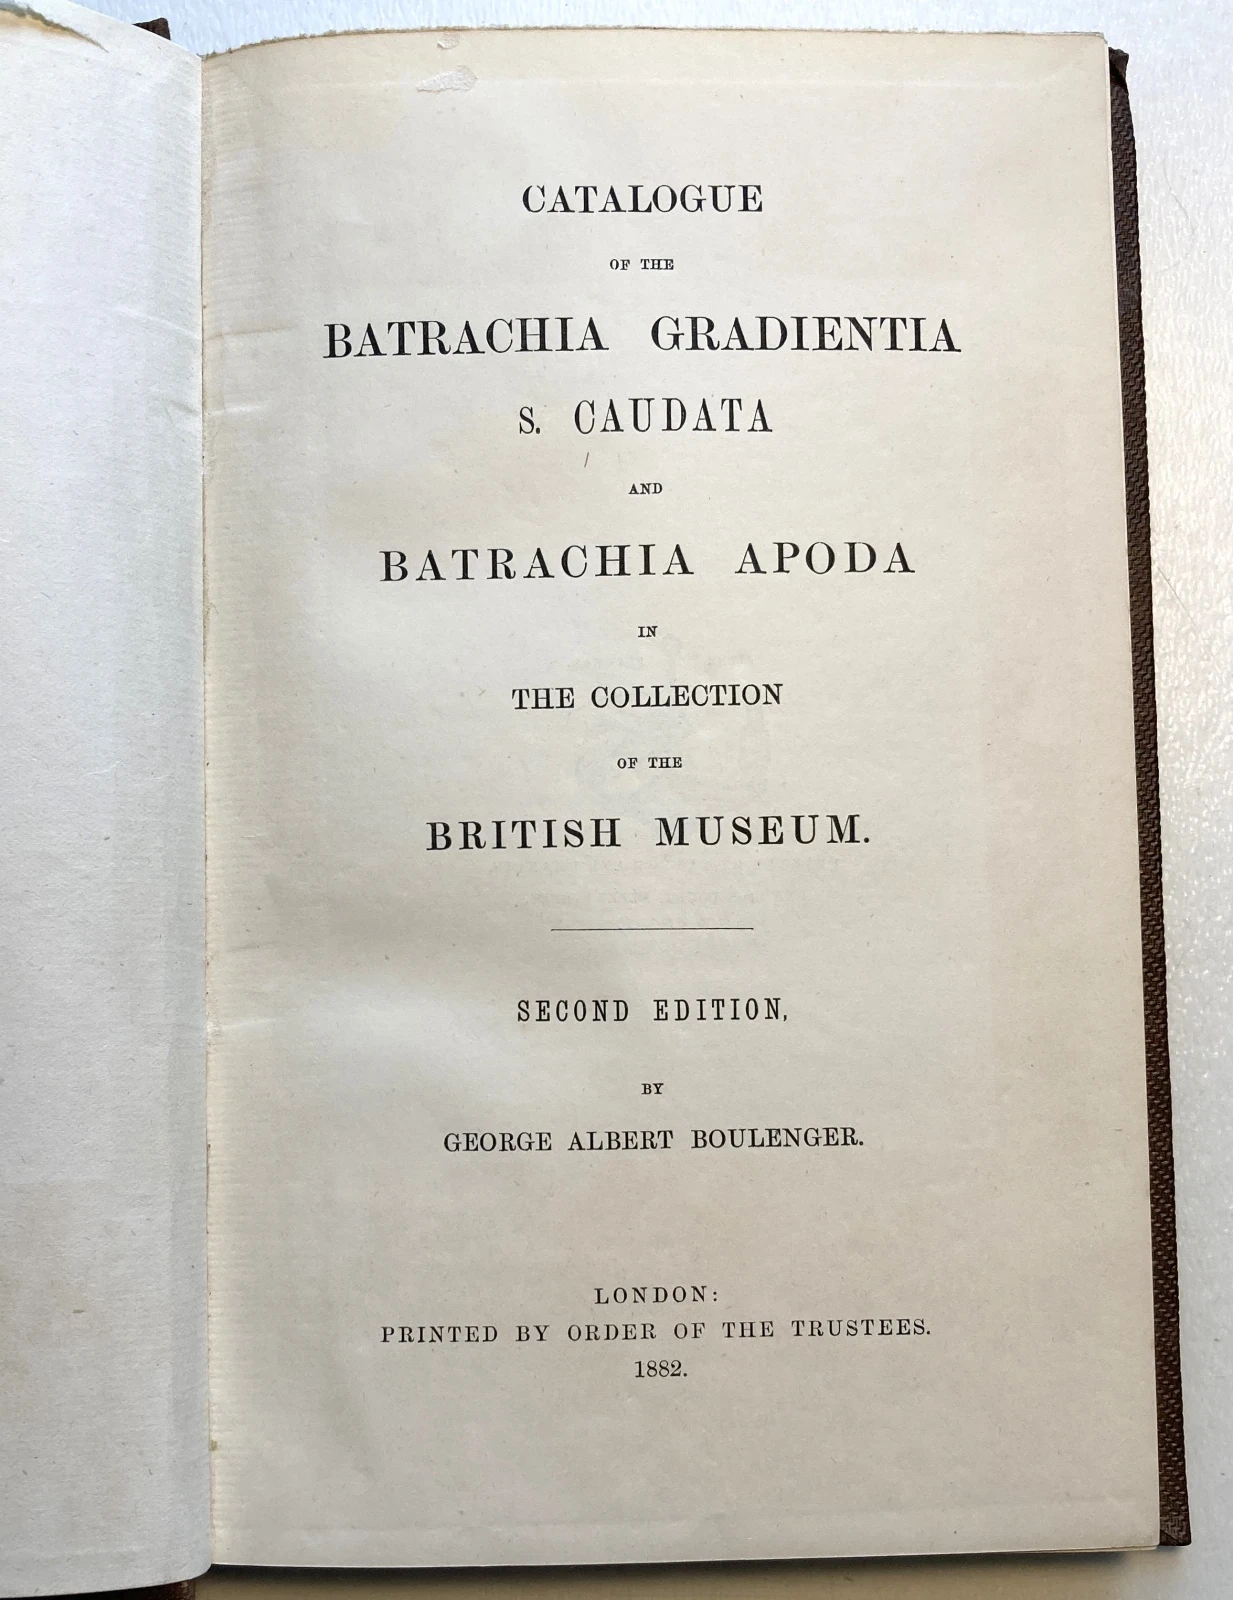 CATALOGUE
OF THE
BATRACHIA GRADIENTIA
S. CAUDATA
AND
BATRACHIA APODA
IN
THE COLLECTION
OF THE
BRITISH MUSEUM.
SECOND EDITION,
BY
GEORGE ALBERT BOULENGER.
LONDON:
PRINTED BY ORDER OF THE TRUSTEES.
1882.